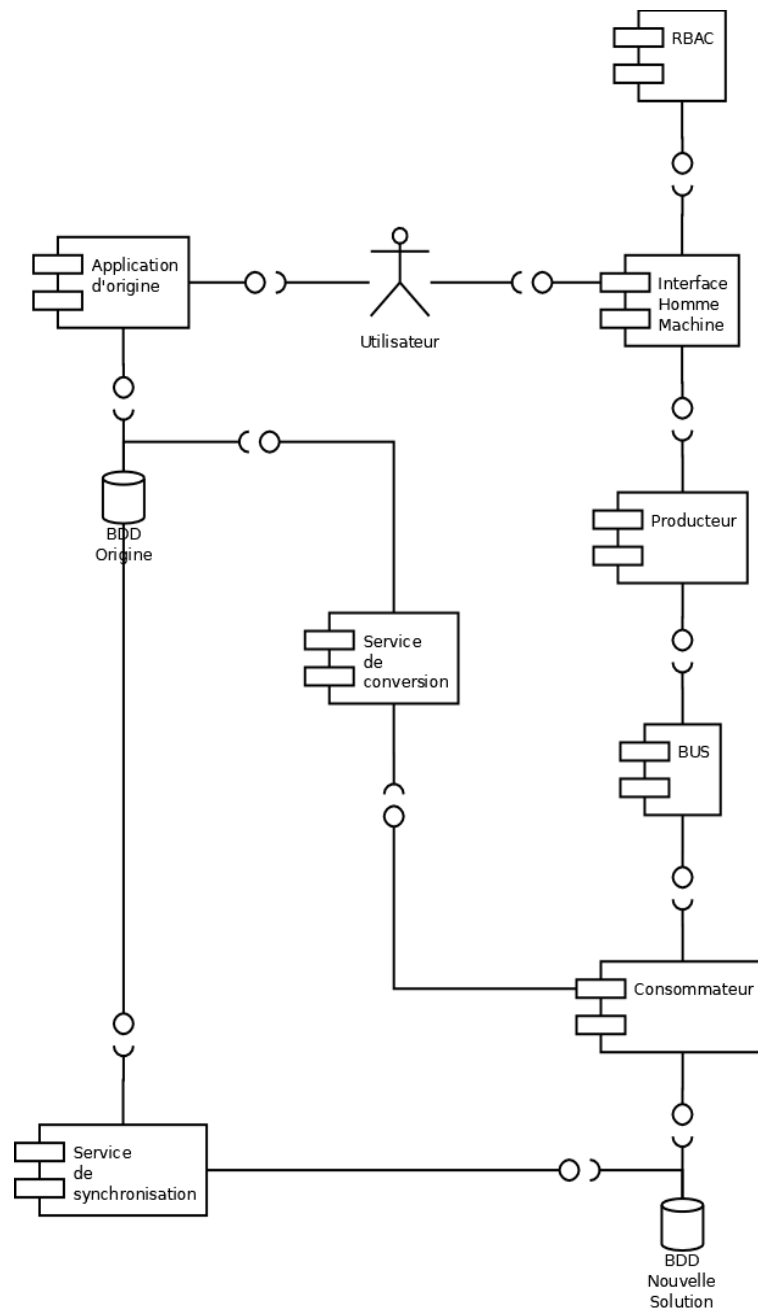 RBAC
Application
d'origine
Interface
Homme
Machine
Utilisateur
BDD
Origine
Producteur
Service
de
conversion
BUS
Consommateur
Service
de
synchronisation
BDD
Nouvelle
Solution